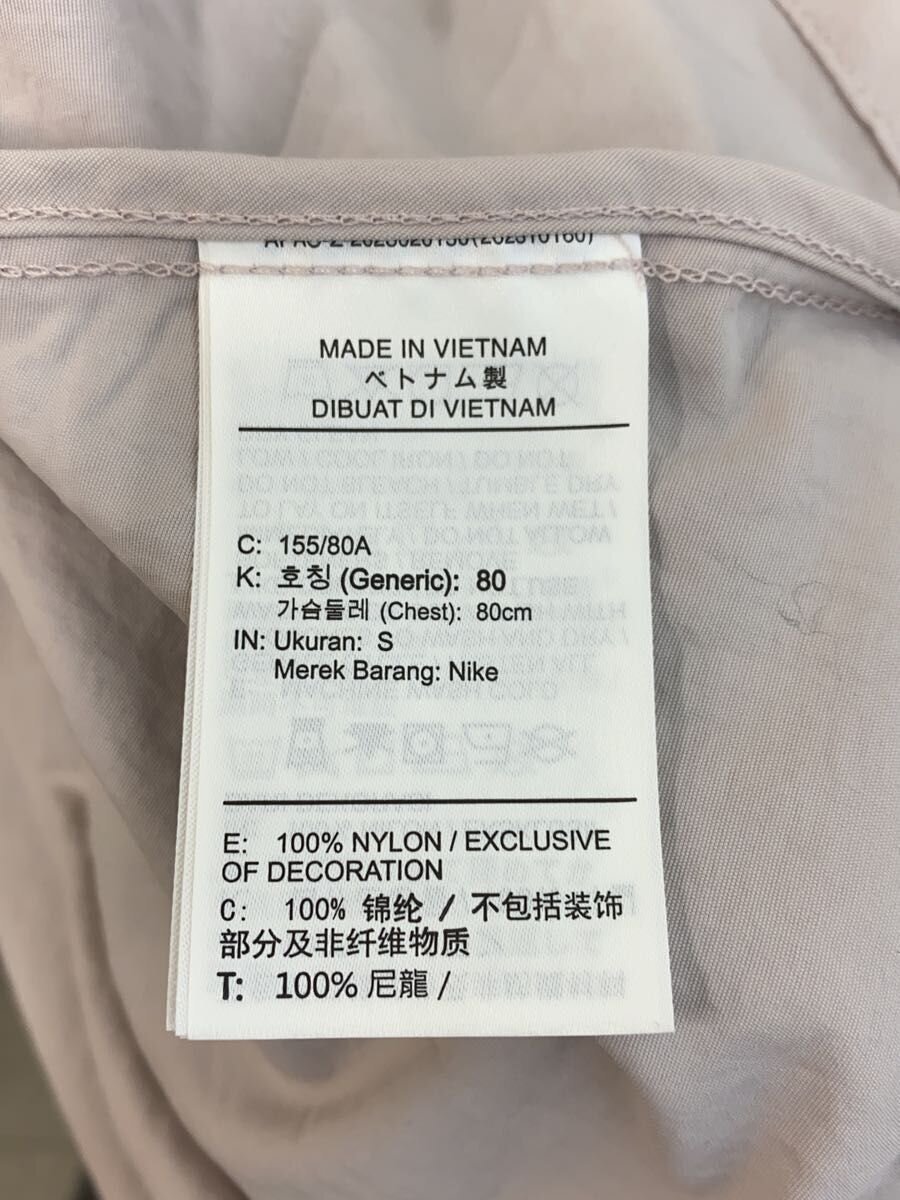 MADE IN VIETNAM
ベトナム製
DIBUAT DI VIETNAM
C: 155/80A
K: 호칭 (Generic): 80
가슴둘레 (Chest): 80cm
IN: Ukuran: S
Merek Barang: Nike
E: 100% NYLON / EXCLUSIVE
OF DECORATION
C: 100% 锦纶 / 不包括装饰
部分及非纤维物质
T: 100% 尼龍 /